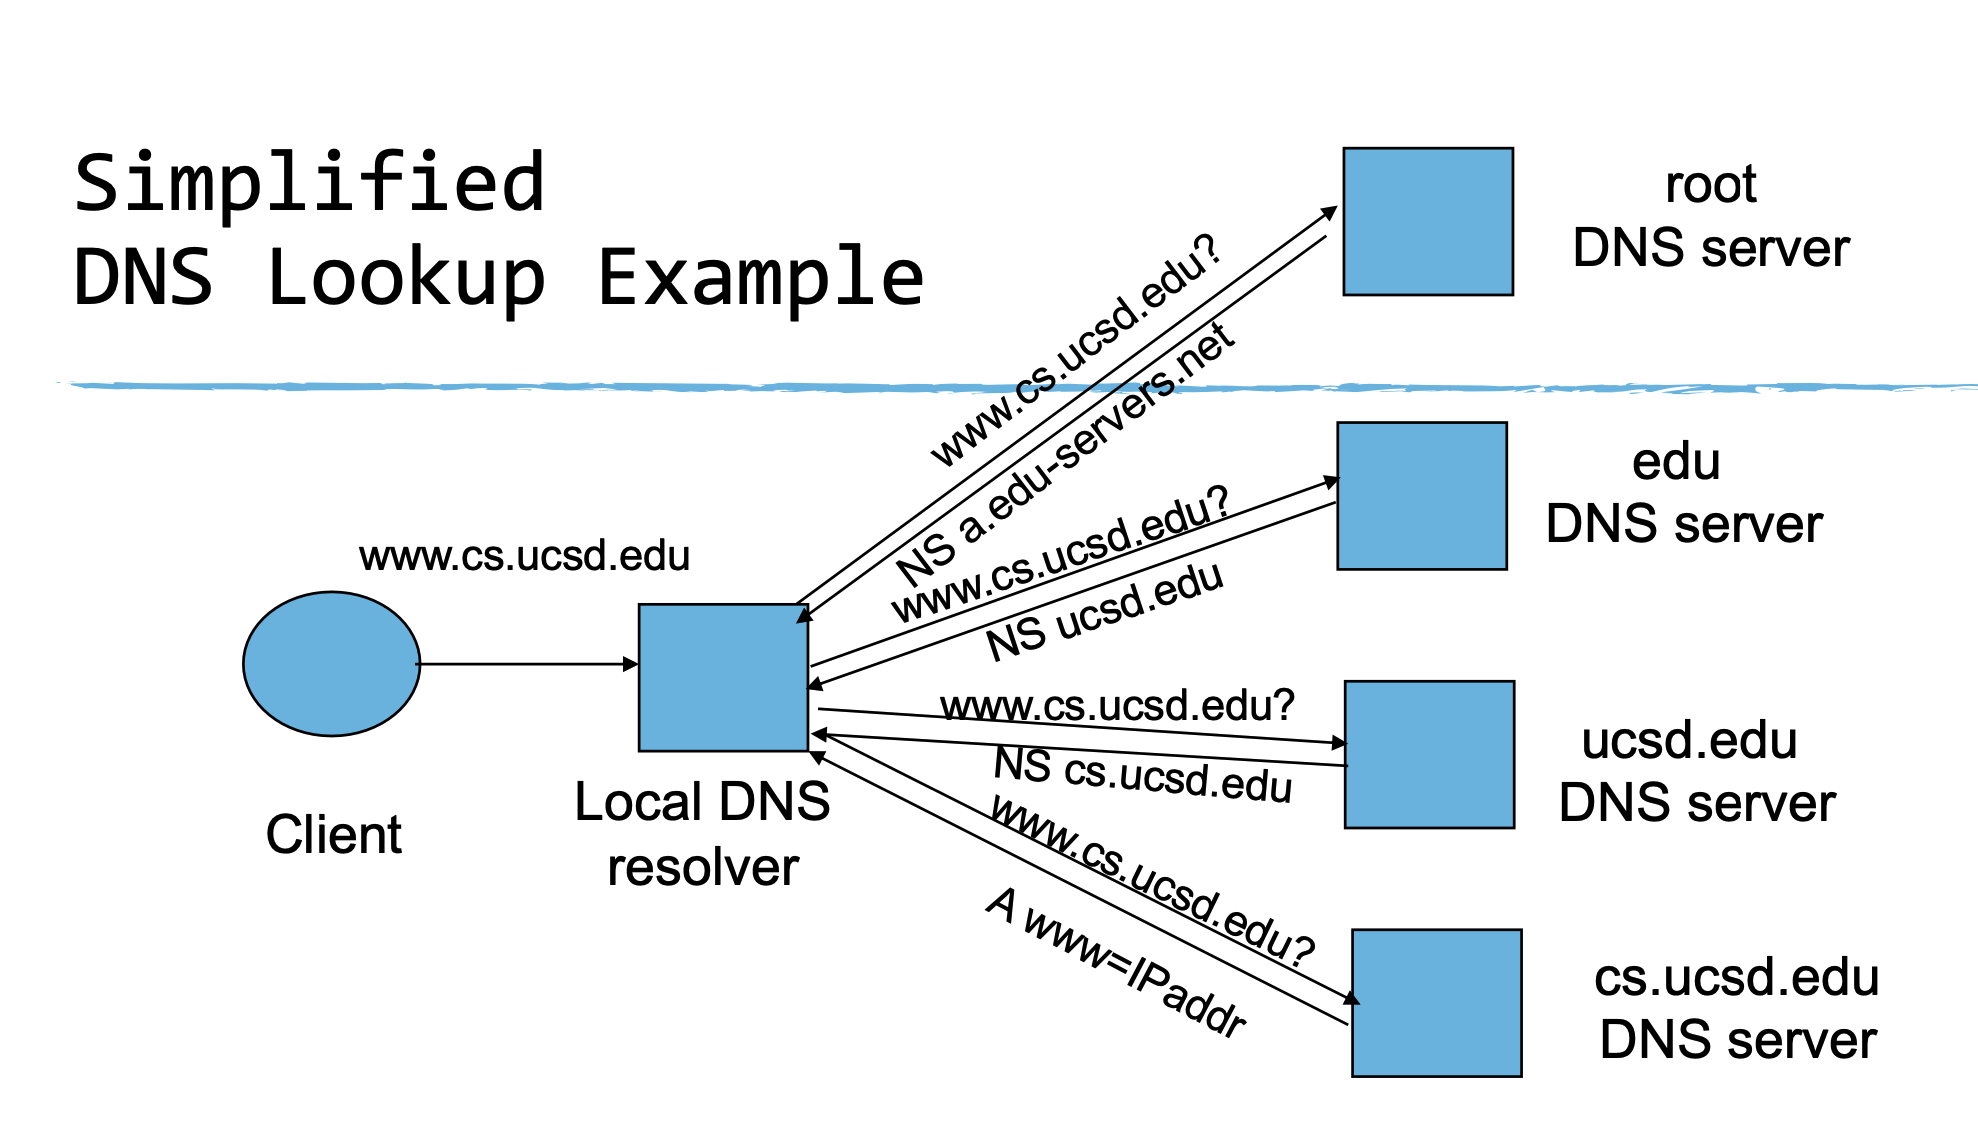 Simplified
DNS Lookup Example
root
DNS server
www.cs.ucsd.edu?
NS a.edu-servers.net
edu
DNS server
www.cs.ucsd.edu?
NS ucsd.edu
www.cs.ucsd.edu
Client
Local DNS
resolver
www.cs.ucsd.edu?
NS cs.ucsd.edu
ucsd.edu
DNS server
www.cs.ucsd.edu?
A www=IPaddr
cs.ucsd.edu
DNS server